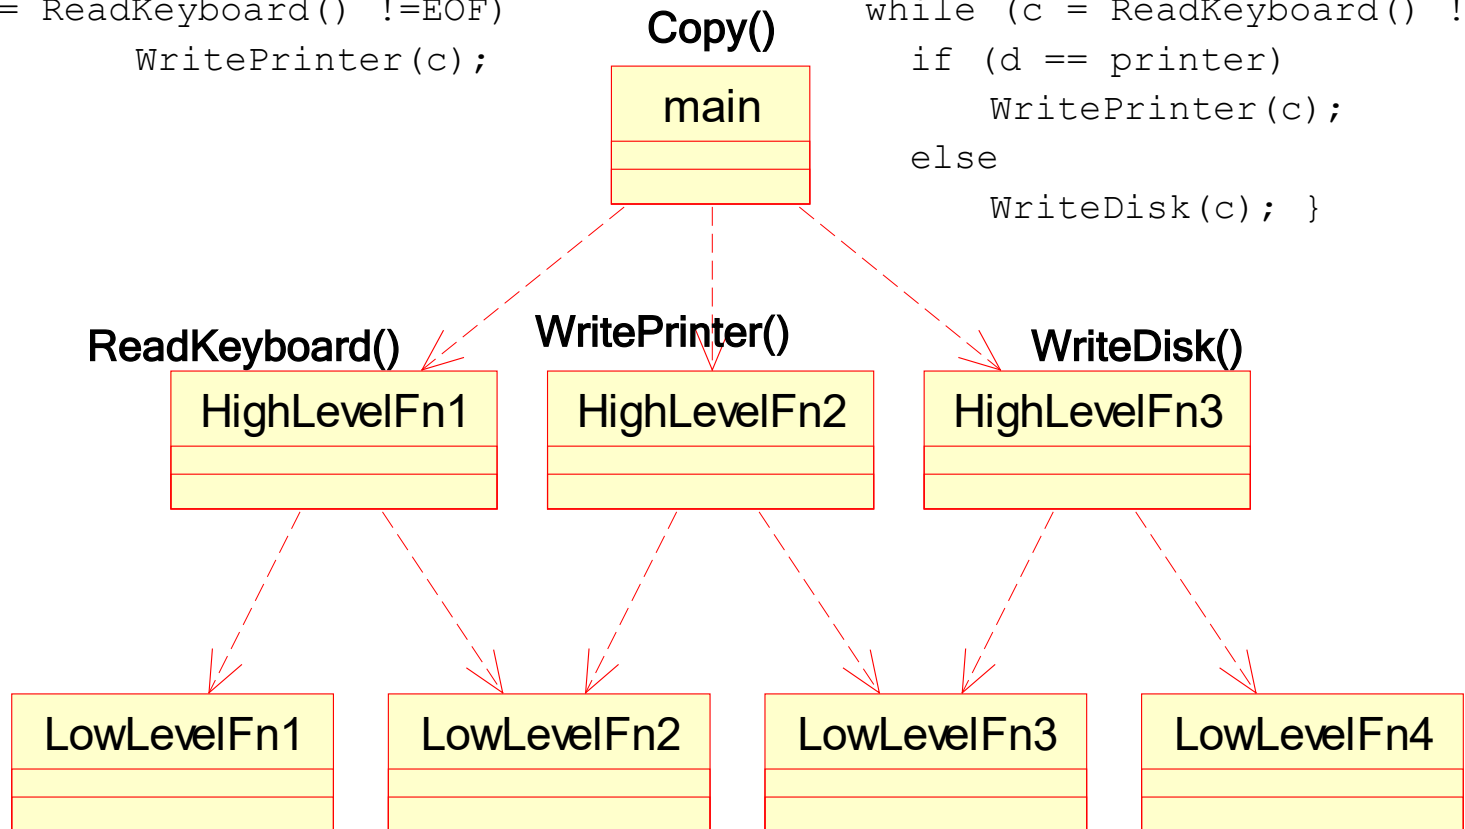 = ReadKeyboard() !=EOF)
WritePrinter(c);
Copy()
main
while (c = ReadKeyboard() !
if (d == printer)
WritePrinter(c);
else
WriteDisk(c); }
ReadKeyboard()
WritePrinter()
WriteDisk()
HighLevelFn1
HighLevelFn2
HighLevelFn3
LowLevelFn1
LowLevelFn2
LowLevelFn3
LowLevelFn4